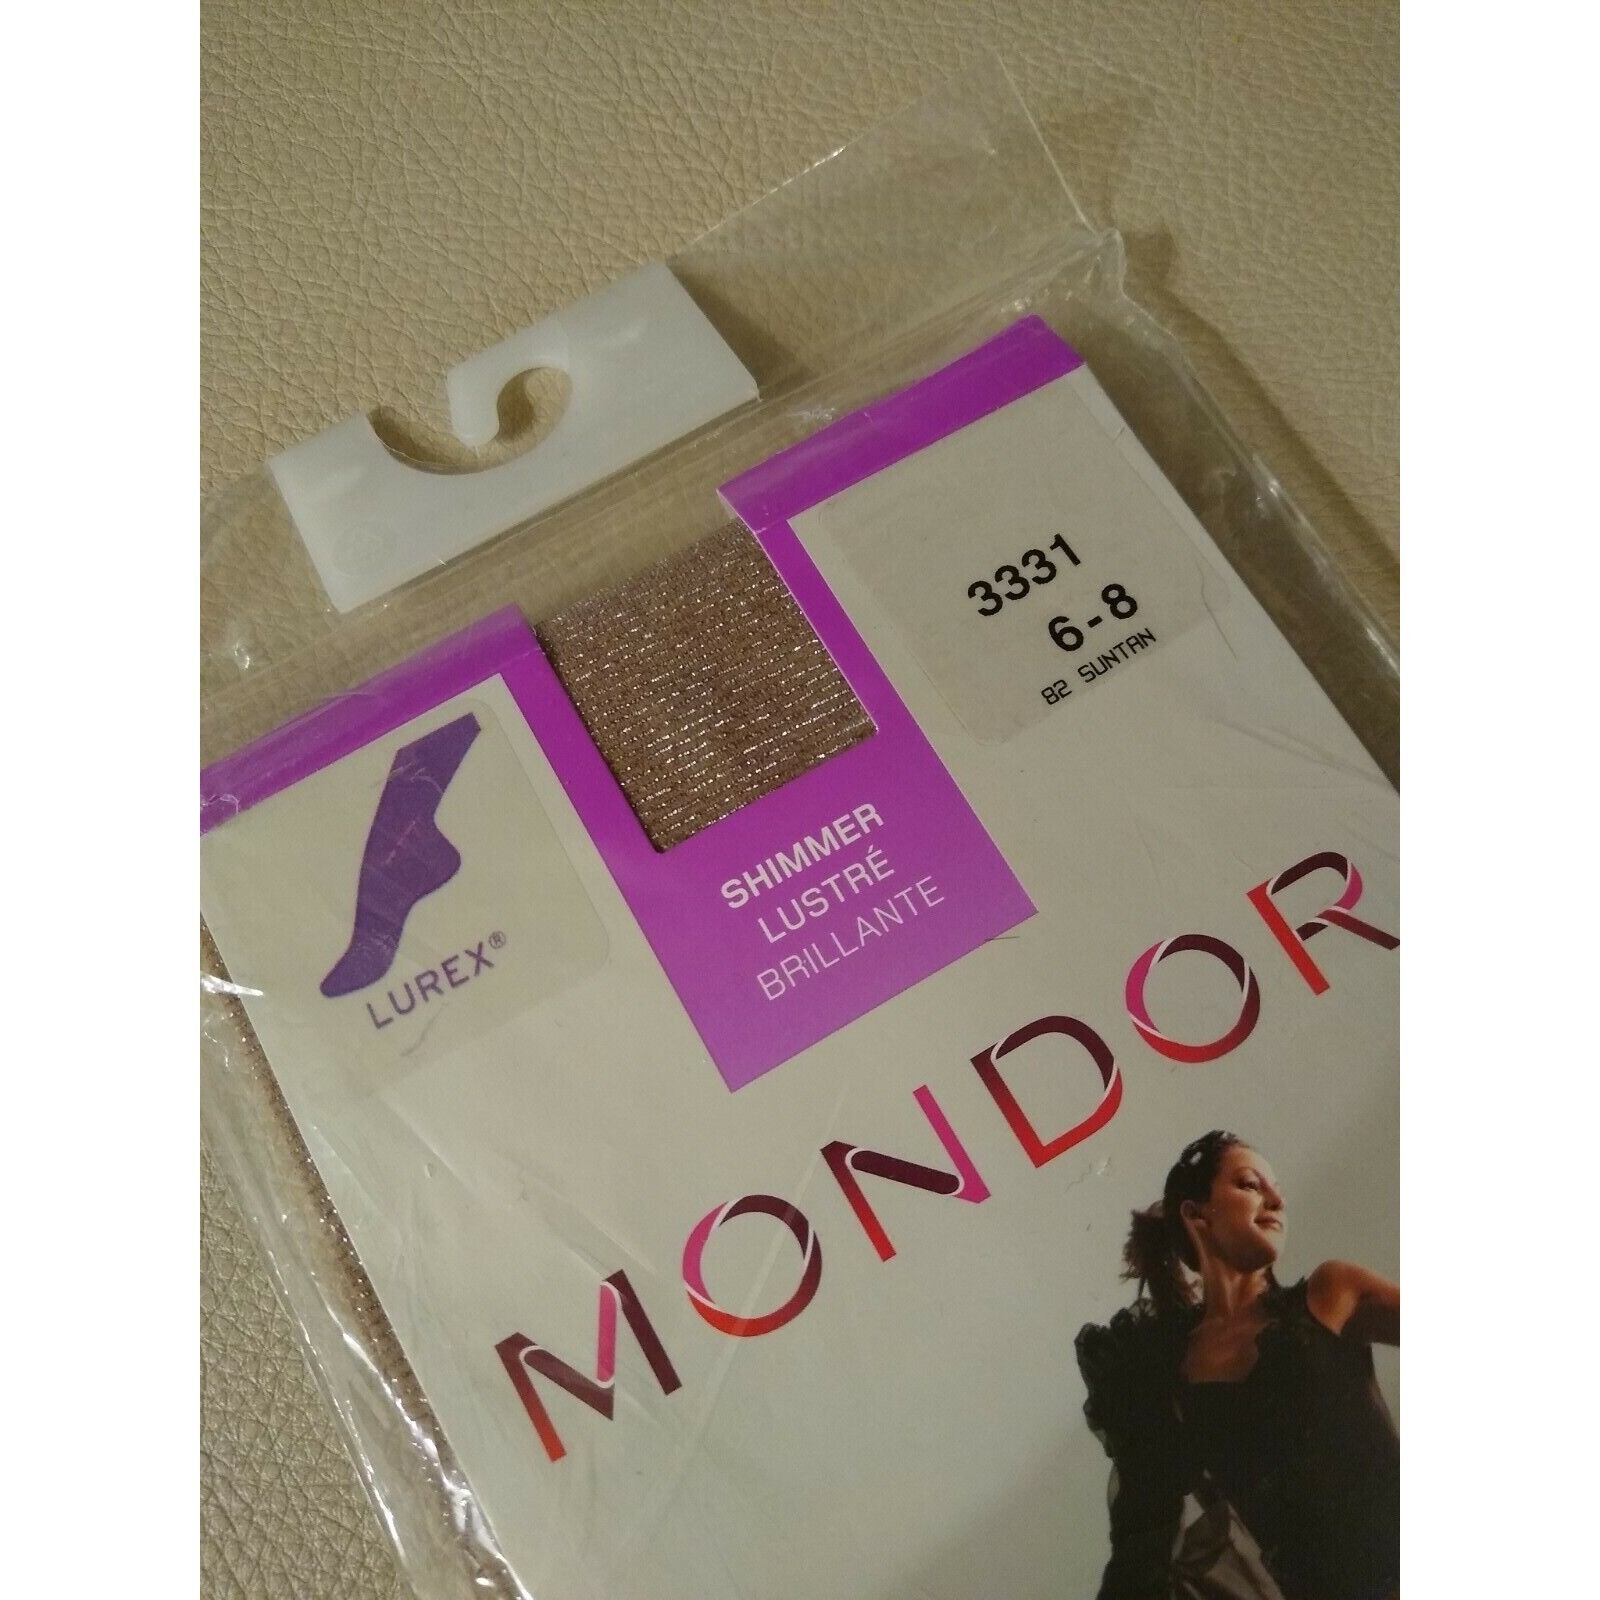 3331
6-8
82 SUNTAN
LUREX®
SHIMMER
LUSTRÉ
BRILLANTE
MONDOR